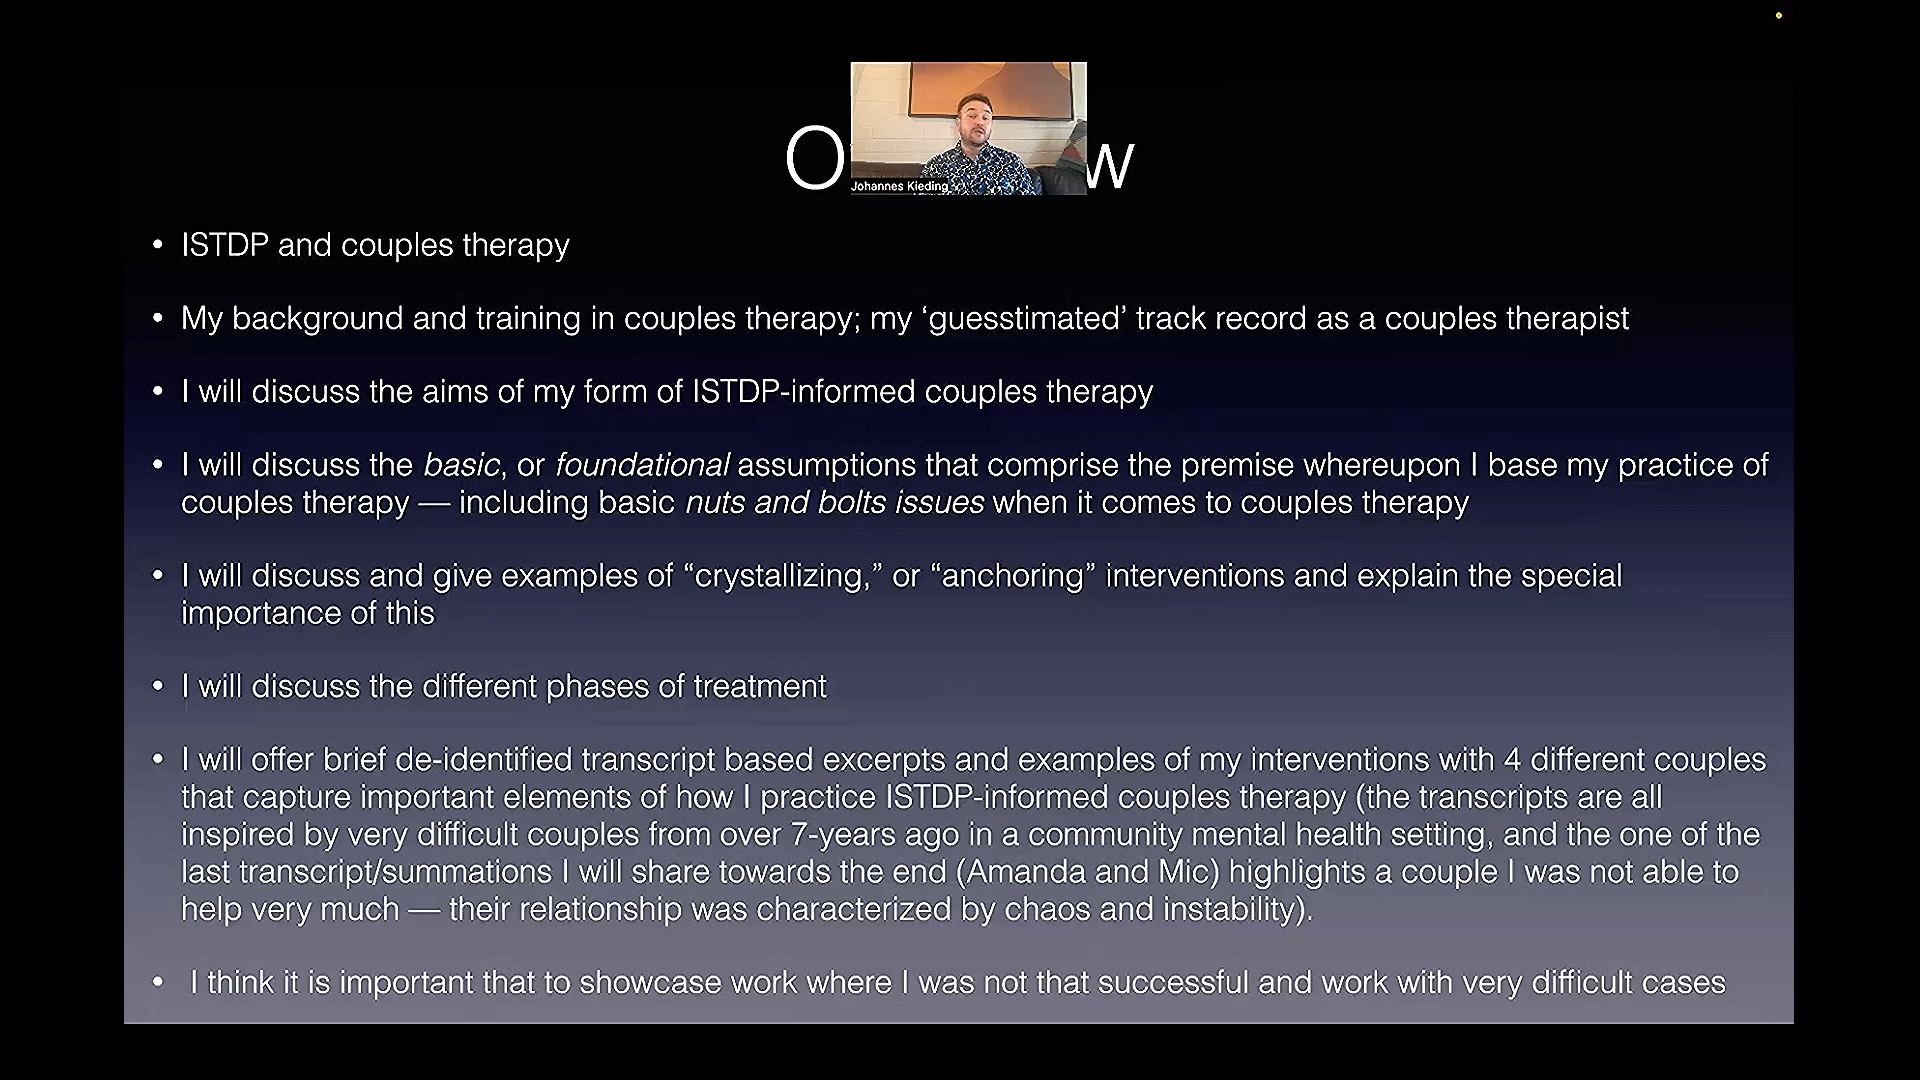 O w
Johannes Kieding
• ISTDP and couples therapy
• My background and training in couples therapy; my ‘guesstimated’ track record as a couples therapist
• I will discuss the aims of my form of ISTDP-informed couples therapy
• I will discuss the basic, or foundational assumptions that comprise the premise whereupon I base my practice of
couples therapy — including basic nuts and bolts issues when it comes to couples therapy
• I will discuss and give examples of “crystallizing,” or “anchoring” interventions and explain the special
importance of this
• I will discuss the different phases of treatment
• I will offer brief de-identified transcript based excerpts and examples of my interventions with 4 different couples
that capture important elements of how I practice ISTDP-informed couples therapy (the transcripts are all
inspired by very difficult couples from over 7-years ago in a community mental health setting, and the one of the
last transcript/summations I will share towards the end (Amanda and Mic) highlights a couple I was not able to
help very much — their relationship was characterized by chaos and instability).
• I think it is important that to showcase work where I was not that successful and work with very difficult cases